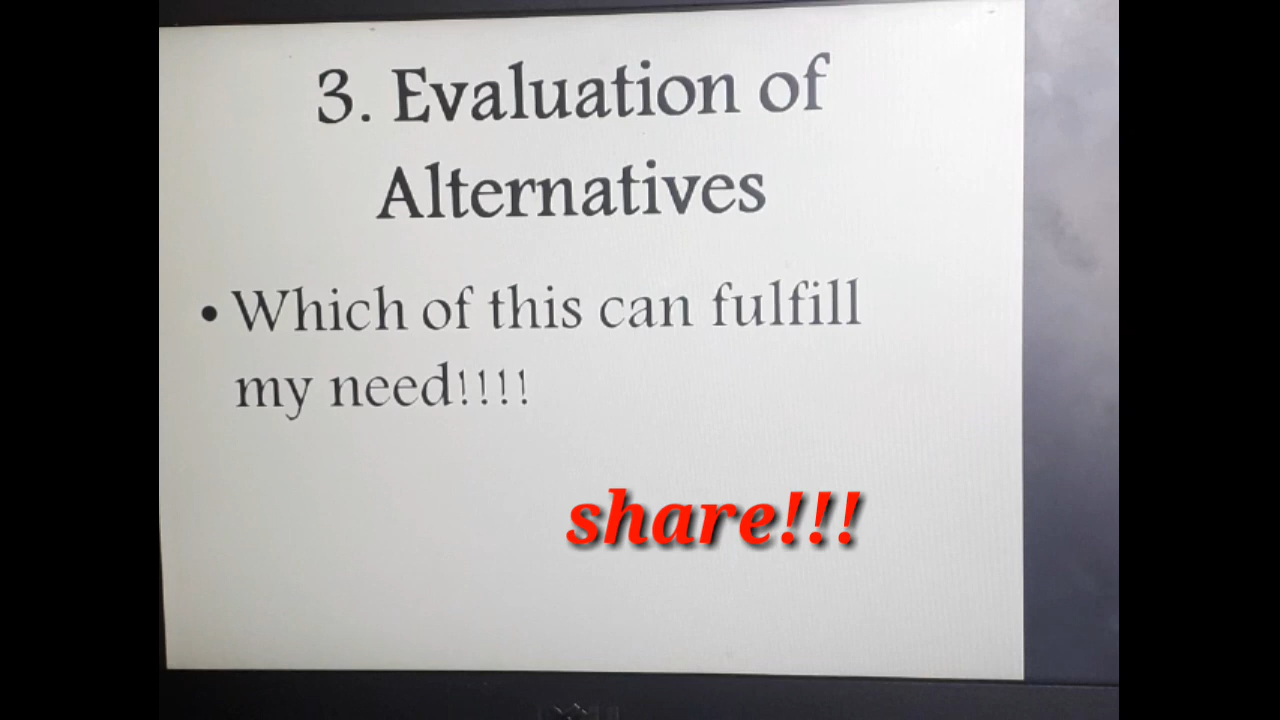 3. Evaluation of
Alternatives
• Which of this can fulfill
my need!!!!
share!!!